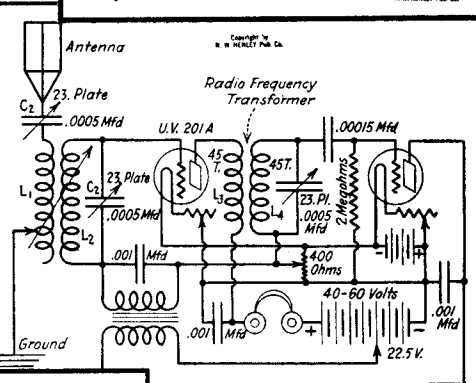 Copyright by
N. W. HENLEY Pub. Co.
Antenna
Radio Frequency
Transformer
C2
23. Plate
.0005 Mfd
U.V. 201A
.00015 Mfd
45
T.
45T.
L1
L2
C2
23 Plate
.0005 Mfd
L3
L4
23. Pl.
.0005
Mfd
2 Megohms
.001 Mfd
400
Ohms
-
+
40-60 Volts
.001
Mfd
.001
Mfd
+
-
22.5 V.
Ground